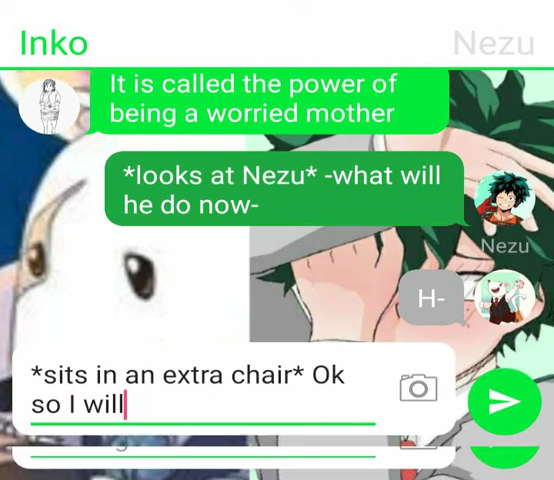 Inko
Nezu
It is called the power of
being a worried mother
*looks at Nezu* -what will
he do now-
Nezu
H-
*sits in an extra chair* Ok
so I will